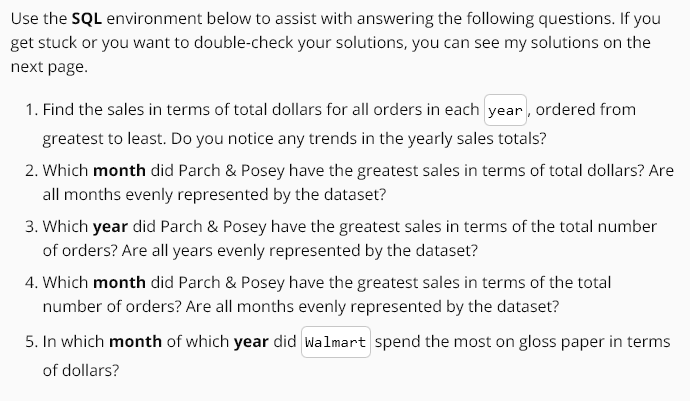 Use the SQL environment below to assist with answering the following questions. If you
get stuck or you want to double-check your solutions, you can see my solutions on the
next page.
1. Find the sales in terms of total dollars for all orders in each year, ordered from
greatest to least. Do you notice any trends in the yearly sales totals?
2. Which month did Parch & Posey have the greatest sales in terms of total dollars? Are
all months evenly represented by the dataset?
3. Which year did Parch & Posey have the greatest sales in terms of the total number
of orders? Are all years evenly represented by the dataset?
4. Which month did Parch & Posey have the greatest sales in terms of the total
number of orders? Are all months evenly represented by the dataset?
5. In which month of which year did Walmart spend the most on gloss paper in terms
of dollars?